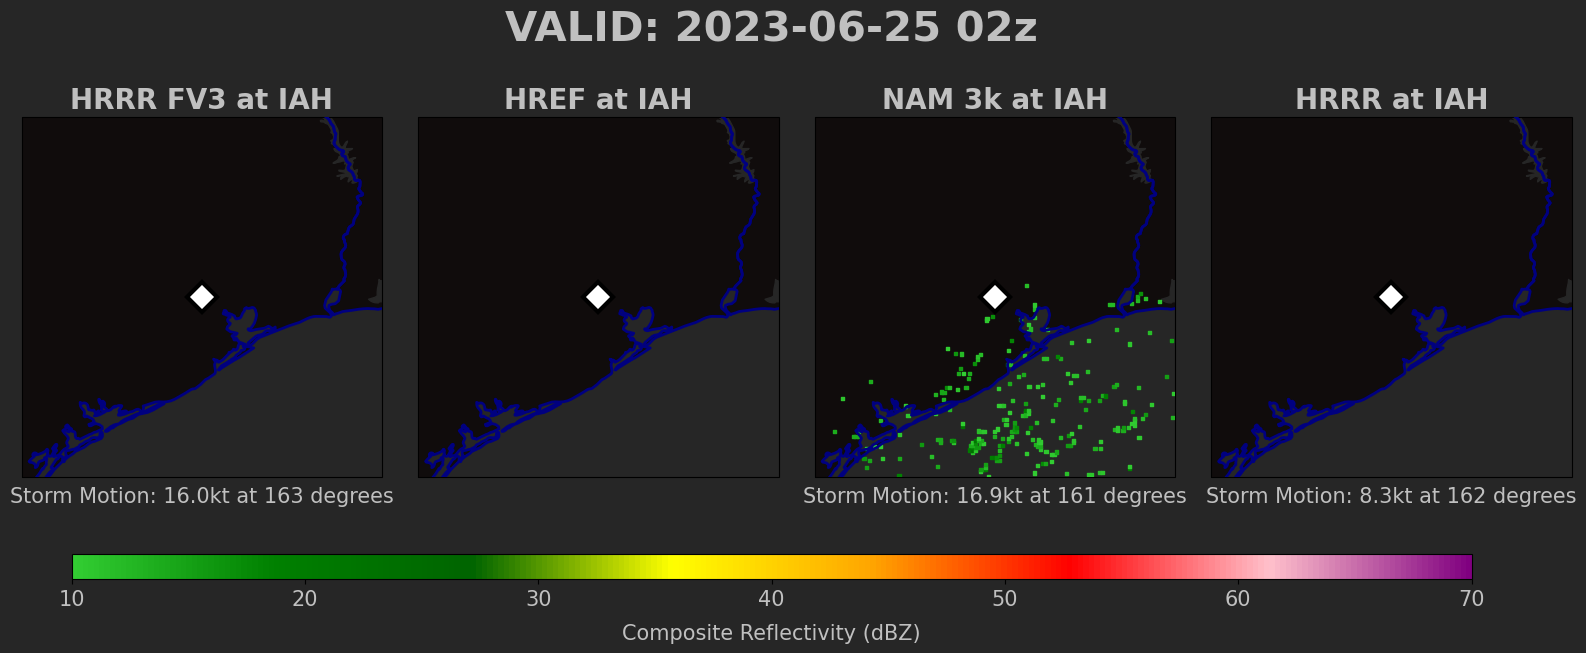 VALID: 2023-06-25 02z
HRRR FV3 at IAH
HREF at IAH
NAM 3k at IAH
HRRR at IAH
Storm Motion: 16.0kt at 163 degrees
Storm Motion: 16.9kt at 161 degrees
Storm Motion: 8.3kt at 162 degrees
10 20 30 40 50 60 70
Composite Reflectivity (dBZ)